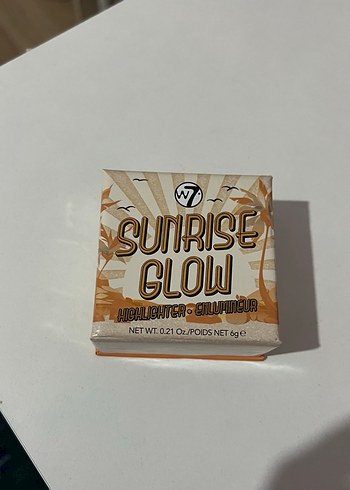 W7
SUNRISE
GLOW
HIGHLIGHTER • ENLUMINEUR
NET WT. 0.21 Oz./POIDS NET 6g ℮